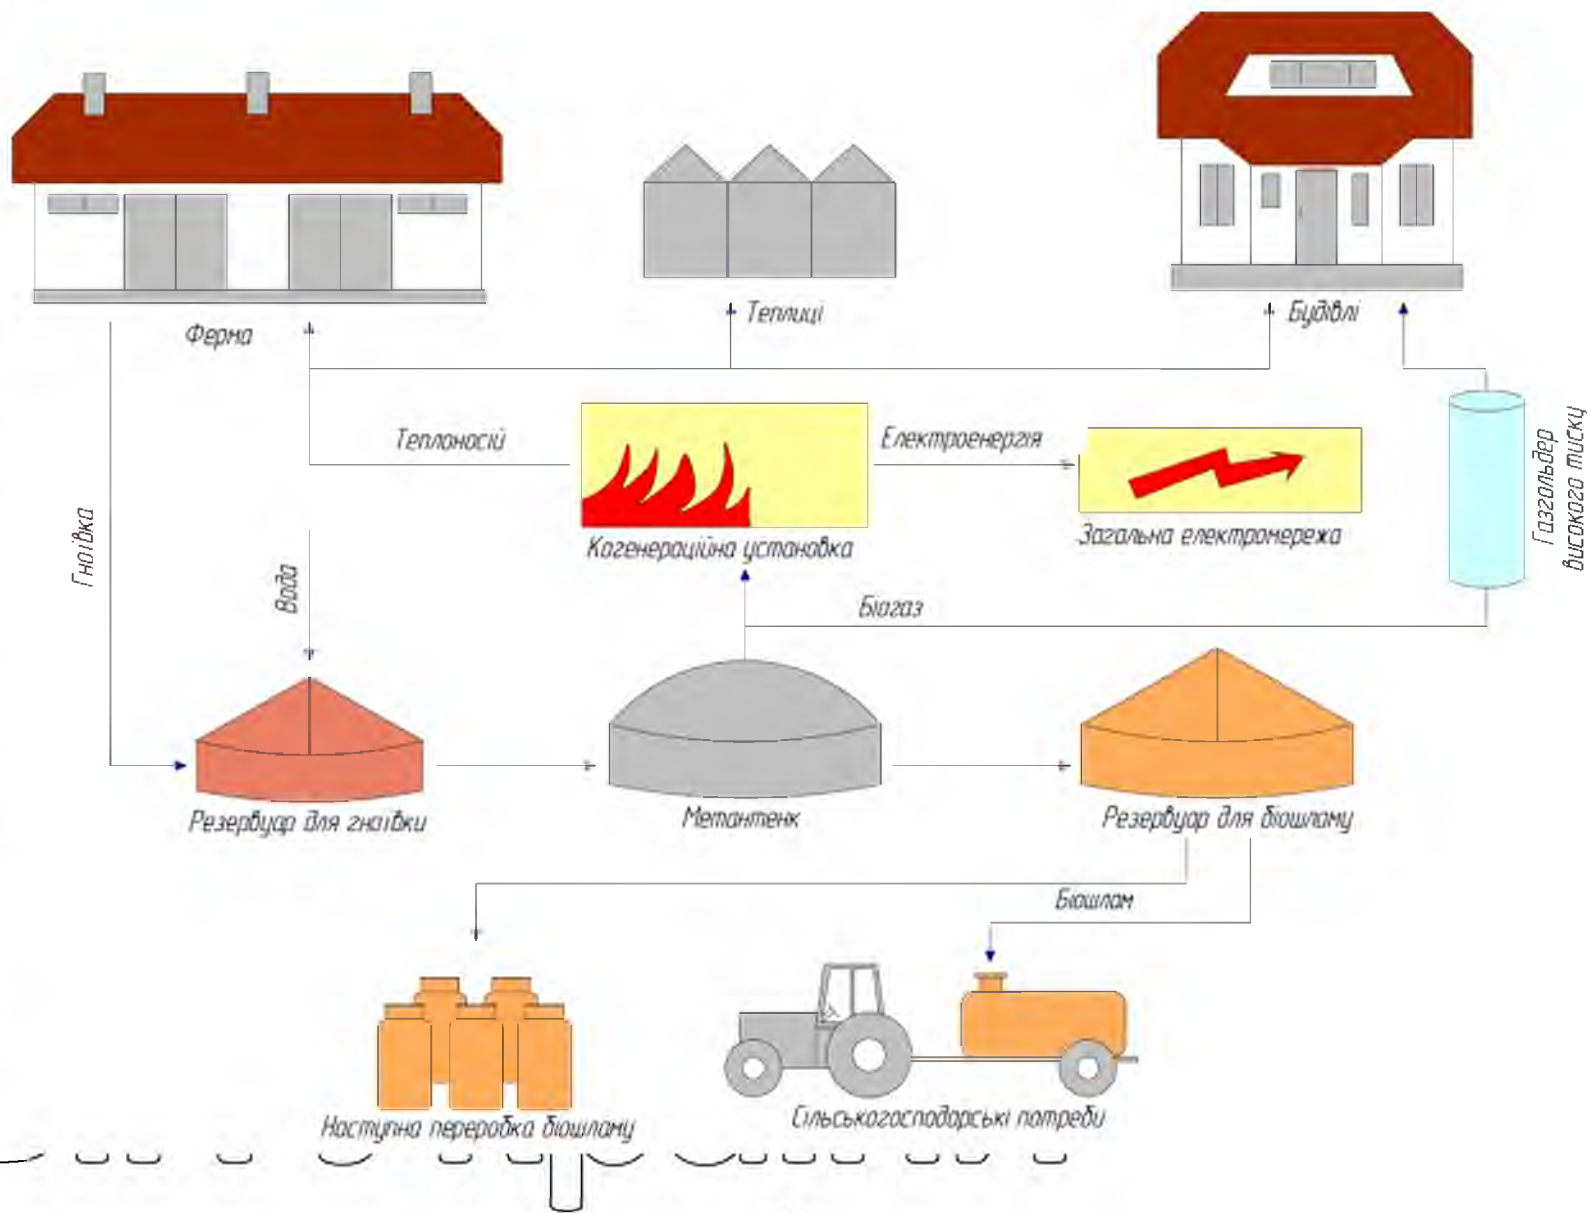 Ферма
Теплиці
Будівлі
Теплоносій
Електроенергія
Газгольдер
високого тиску
Гноївка
Вода
Когенераційна установка
Загальна електромережа
Біогаз
Резервуар для гноївки
Метантенк
Резервуар для біошламу
Біошлам
Наступна переробка біошламу
Сільськогосподарські потреби